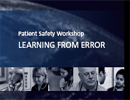 Patient Safety Workshop
LEARNING FROM ERROR